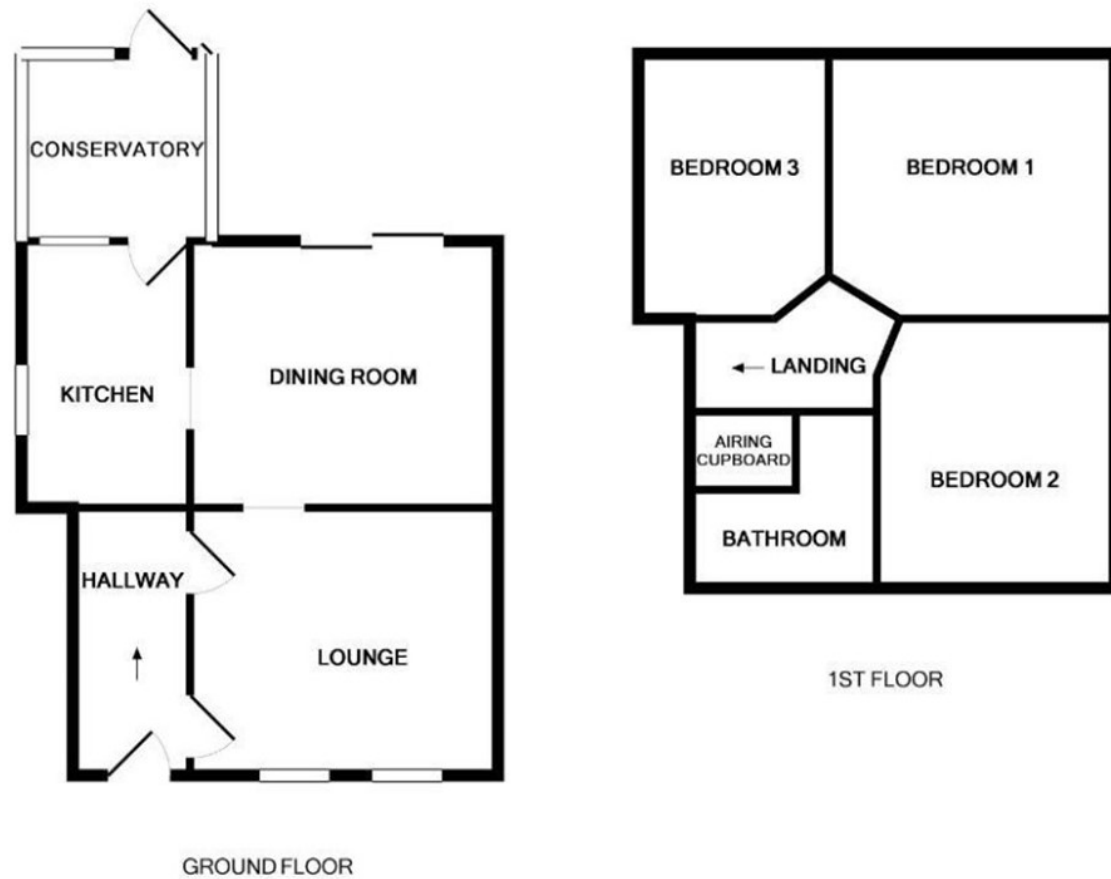 CONSERVATORY
KITCHEN
DINING ROOM
HALLWAY
LOUNGE
GROUND FLOOR
BEDROOM 3
BEDROOM 1
LANDING
AIRING
CUPBOARD
BEDROOM 2
BATHROOM
1ST FLOOR